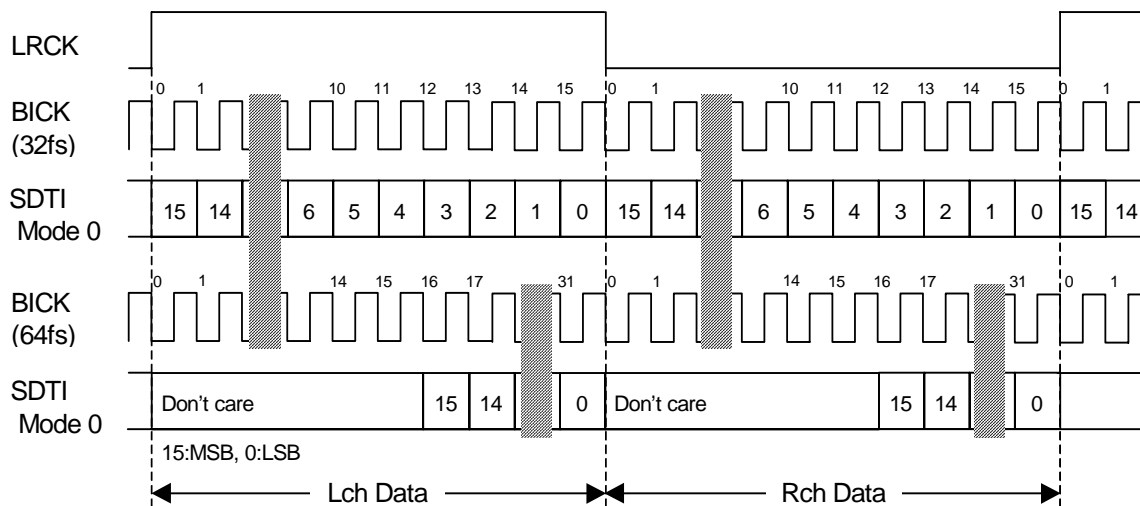 LRCK
0 1 10 11 12 13 14 15 0 1 10 11 12 13 14 15 0 1
BICK
(32fs)
SDTI
Mode 0
15 14 6 5 4 3 2 1 0 15 14 6 5 4 3 2 1 0 15 14
0 1 14 15 16 17 31 0 1 14 15 16 17 31 0 1
BICK
(64fs)
SDTI
Mode 0
Don't care 15 14 0 Don't care 15 14 0
15:MSB, 0:LSB
Lch Data Rch Data